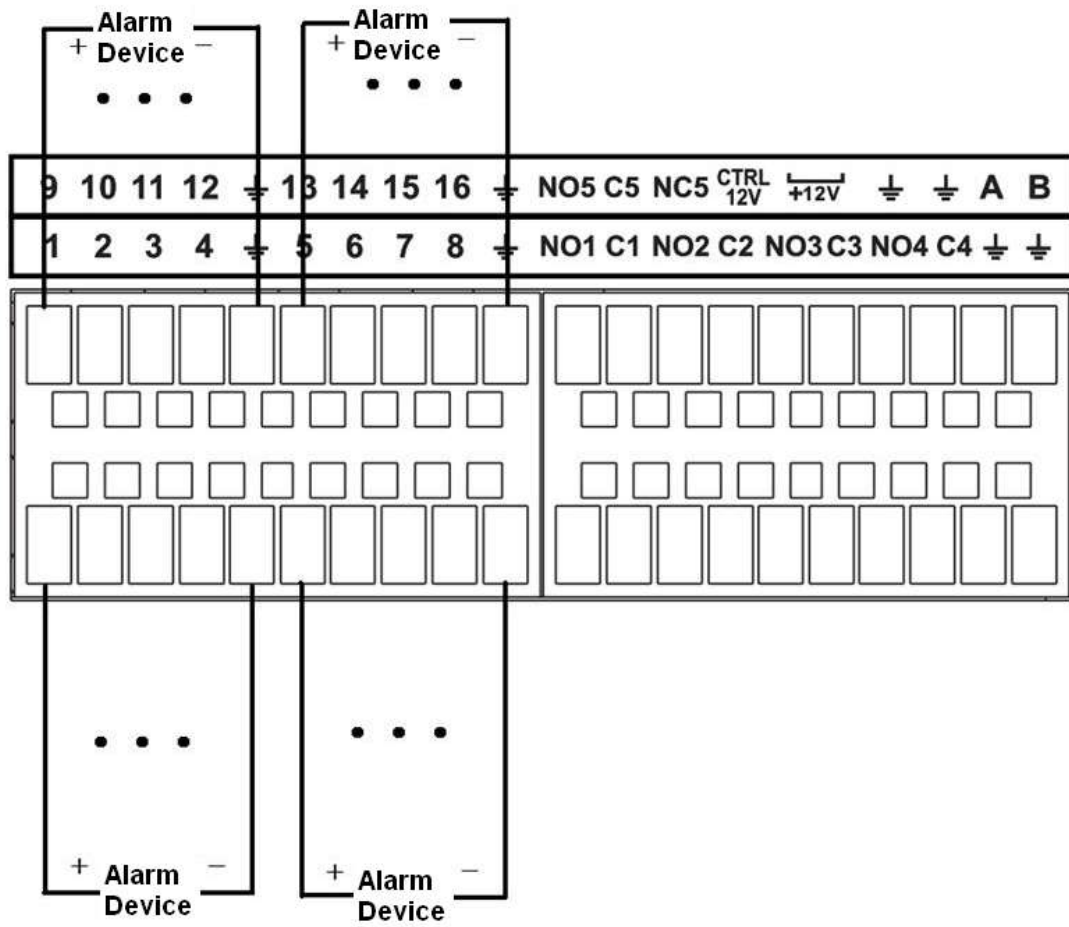 Alarm
+ Device −
Alarm
+ Device −
9 10 11 12 ⏚ 13 14 15 16 ⏚ NO5 C5 NC5 CTRL 12V +12V ⏚ ⏚ A B
1 2 3 4 ⏚ 5 6 7 8 ⏚ NO1 C1 NO2 C2 NO3 C3 NO4 C4 ⏚ ⏚
+ Alarm −
Device
+ Alarm −
Device